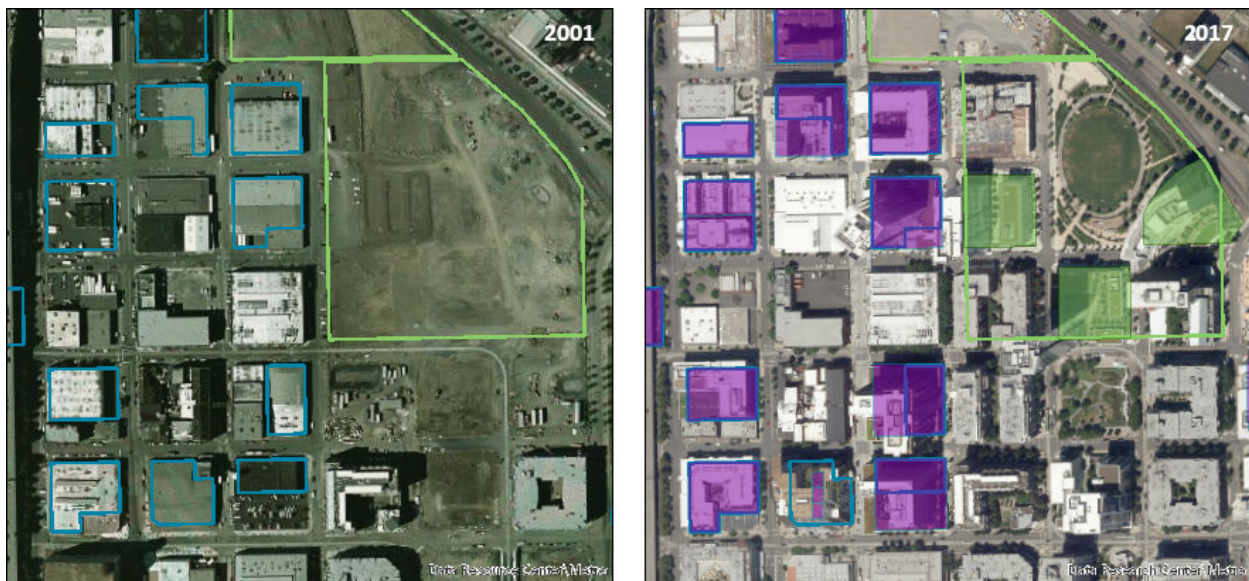 2001
2017
Data Resource Center, Metro
Data Research Center, Metro